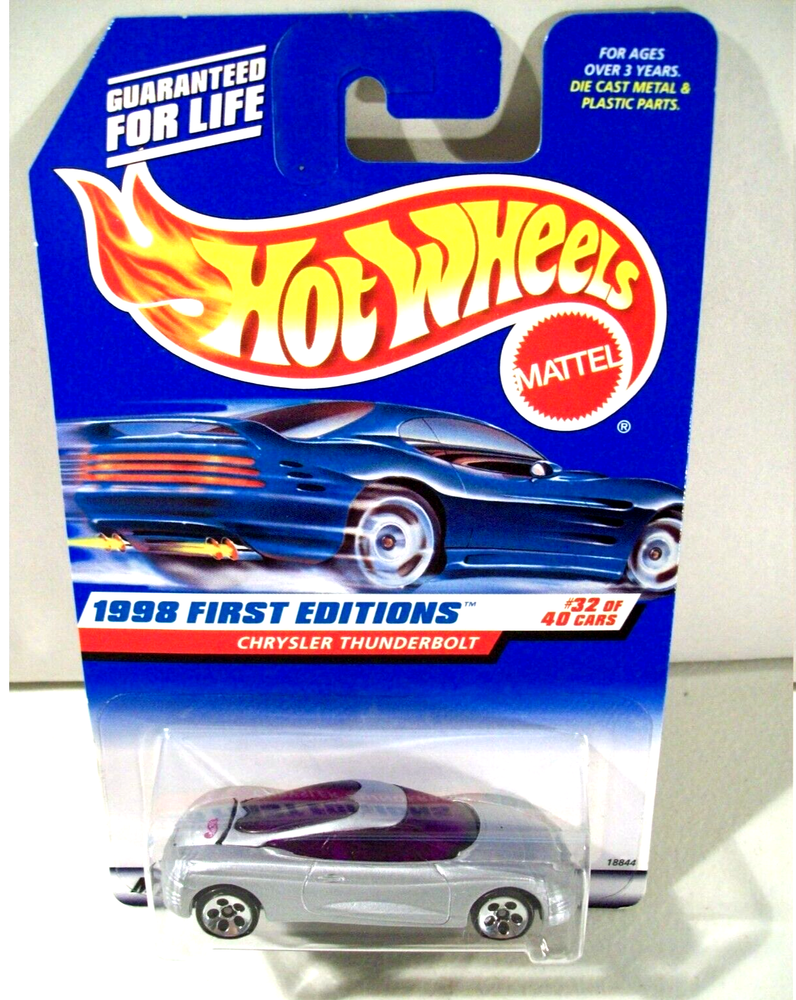 GUARANTEED
FOR LIFE
FOR AGES
OVER 3 YEARS.
DIE CAST METAL &
PLASTIC PARTS.
HOT WHEELS
MATTEL
®
1998 FIRST EDITIONS™
#32 OF
40 CARS
CHRYSLER THUNDERBOLT
18844